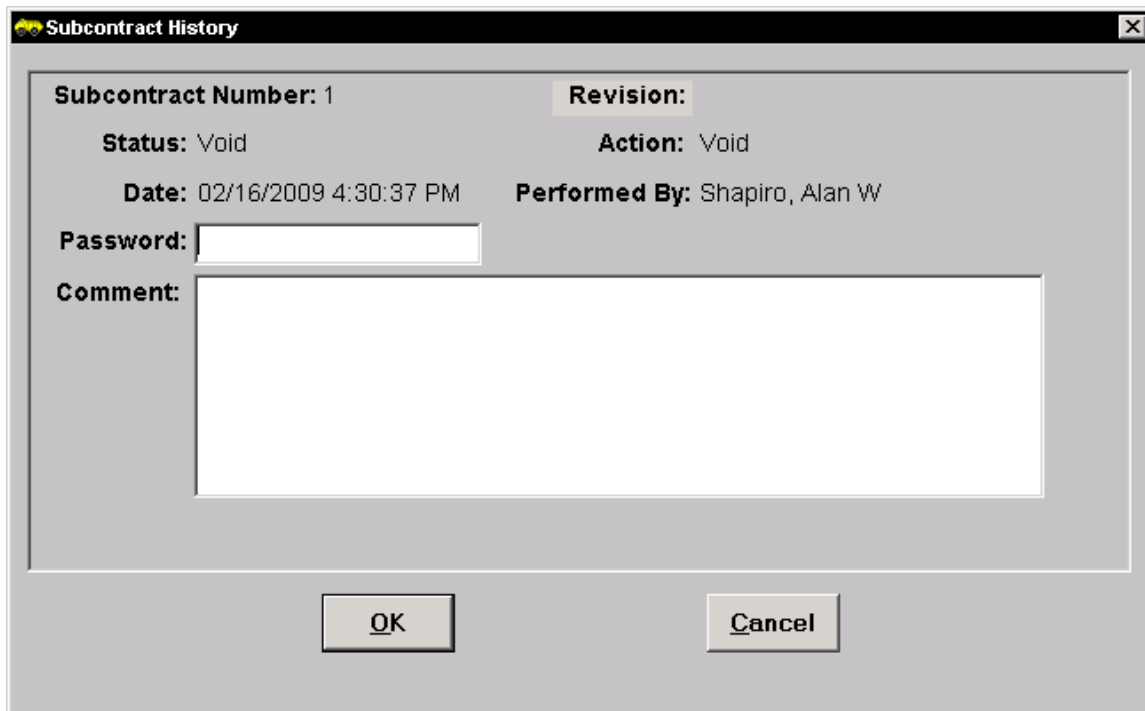 Subcontract History
Subcontract Number: 1 Revision:
Status: Void Action: Void
Date: 02/16/2009 4:30:37 PM Performed By: Shapiro, Alan W
Password:
Comment:
OK Cancel